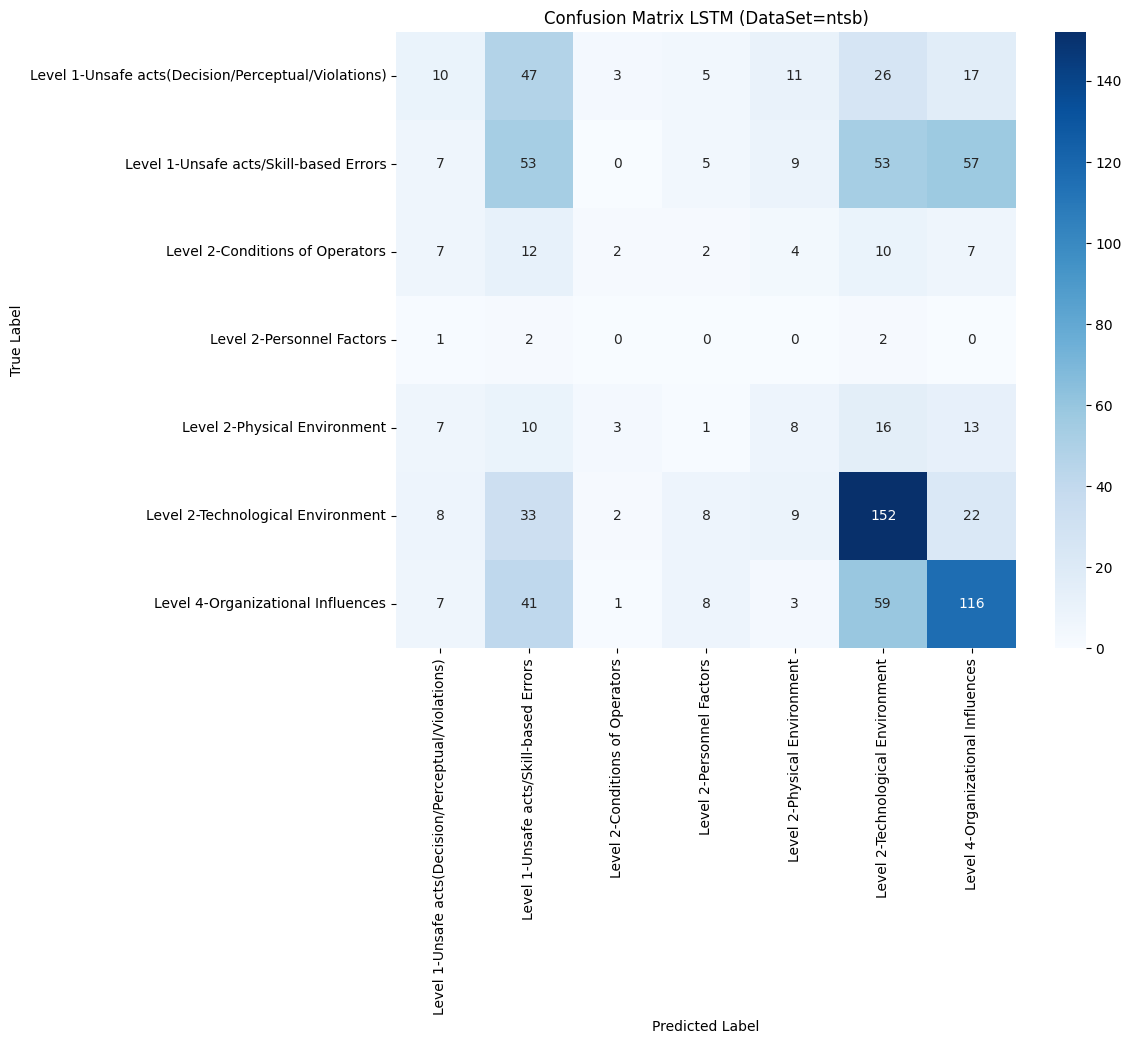 Confusion Matrix LSTM (DataSet=ntsb)
True Label
Level 1-Unsafe acts(Decision/Perceptual/Violations) 10 47 3 5 11 26 17
Level 1-Unsafe acts/Skill-based Errors 7 53 0 5 9 53 57
Level 2-Conditions of Operators 7 12 2 2 4 10 7
Level 2-Personnel Factors 1 2 0 0 0 2 0
Level 2-Physical Environment 7 10 3 1 8 16 13
Level 2-Technological Environment 8 33 2 8 9 152 22
Level 4-Organizational Influences 7 41 1 8 3 59 116
Level 1-Unsafe acts(Decision/Perceptual/Violations)
Level 1-Unsafe acts/Skill-based Errors
Level 2-Conditions of Operators
Level 2-Personnel Factors
Level 2-Physical Environment
Level 2-Technological Environment
Level 4-Organizational Influences
Predicted Label
140
120
100
80
60
40
20
0